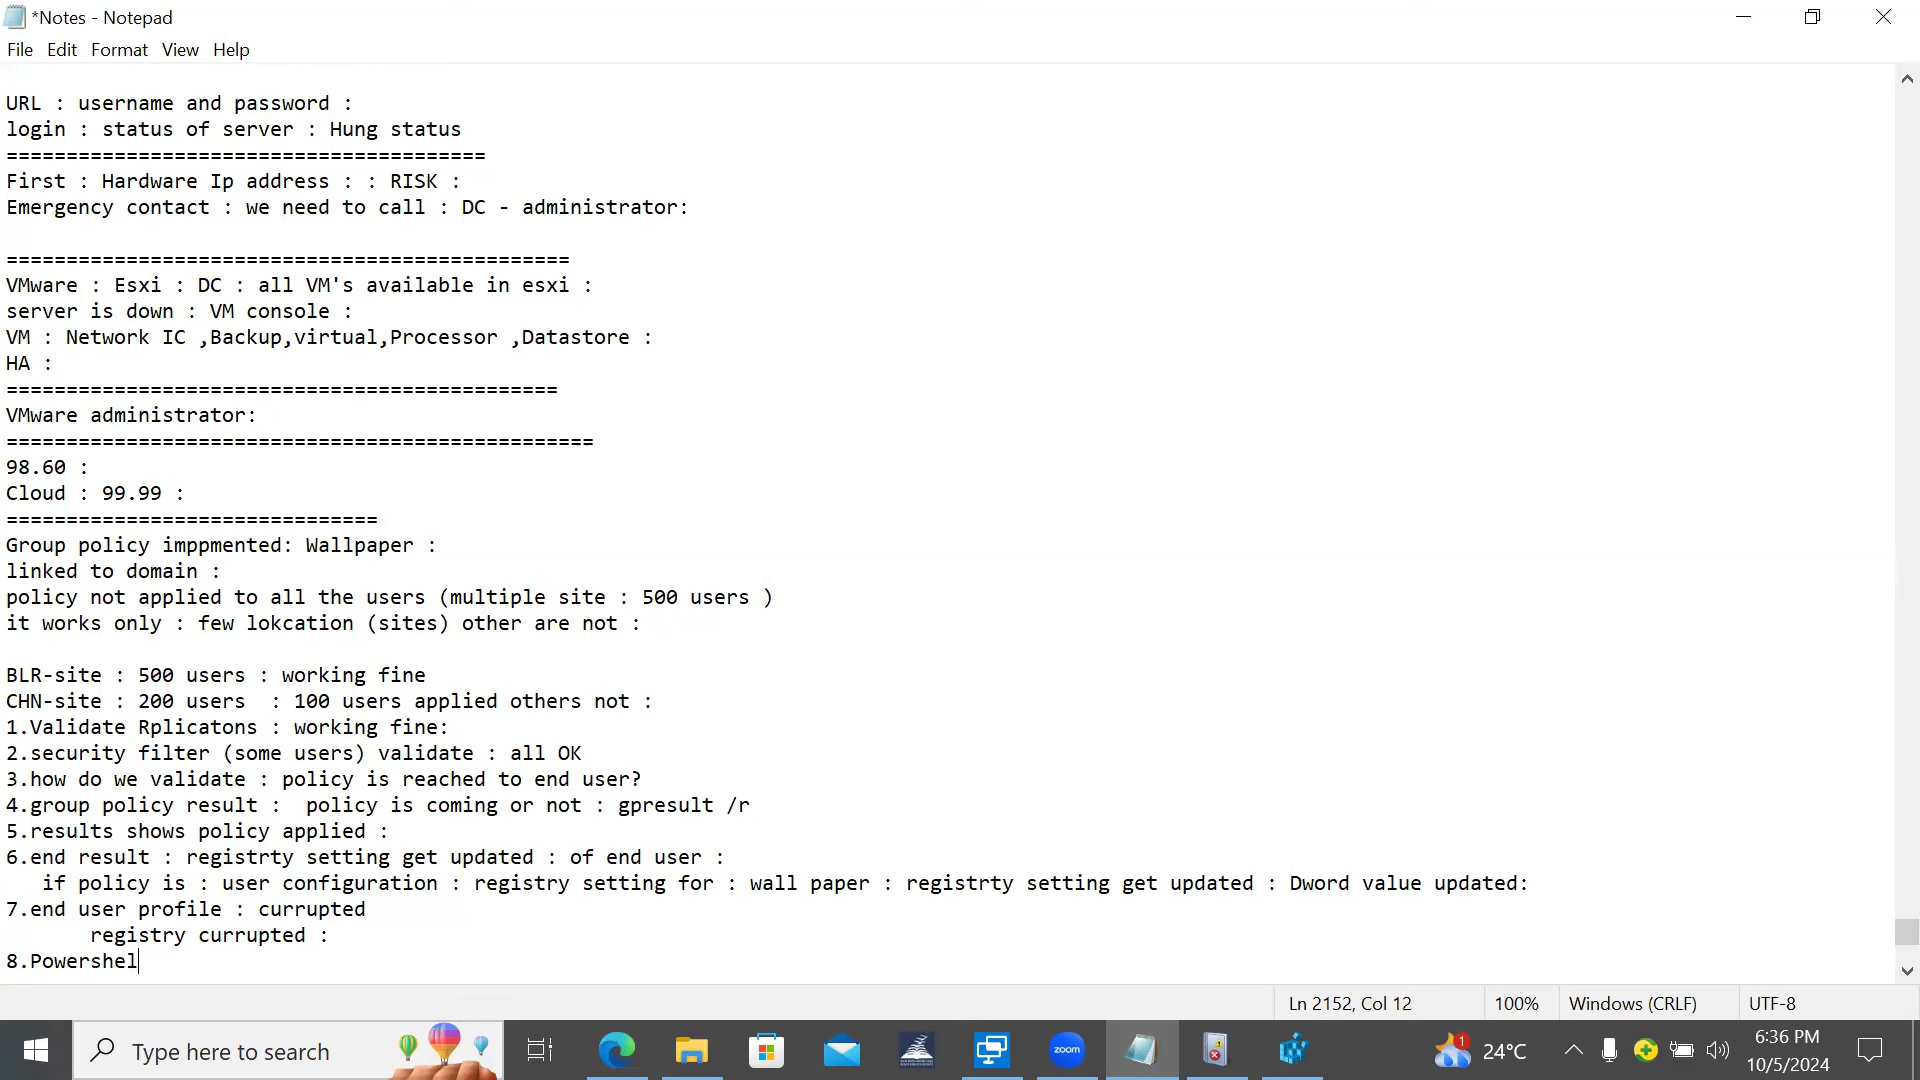 *Notes - Notepad
File Edit Format View Help
URL : username and password :
login : status of server : Hung status
========================================
First : Hardware Ip address : : RISK :
Emergency contact : we need to call : DC - administrator:
===============================================
VMware : Esxi : DC : all VM's available in esxi :
server is down : VM console :
VM : Network IC ,Backup,virtual,Processor ,Datastore :
HA :
==============================================
VMware administrator:
=================================================
98.60 :
Cloud : 99.99 :
===============================
Group policy imppmented: Wallpaper :
linked to domain :
policy not applied to all the users (multiple site : 500 users )
it works only : few lokcation (sites) other are not :
BLR-site : 500 users : working fine
CHN-site : 200 users  : 100 users applied others not :
1.Validate Rplicatons : working fine:
2.security filter (some users) validate : all OK
3.how do we validate : policy is reached to end user?
4.group policy result :  policy is coming or not : gpresult /r
5.results shows policy applied :
6.end result : registrty setting get updated : of end user :
if policy is : user configuration : registry setting for : wall paper : registrty setting get updated : Dword value updated:
7.end user profile : currupted
registry currupted :
8.Powershel
Ln 2152, Col 12 100% Windows (CRLF) UTF-8
Type here to search zoom 1 24°C 6:36 PM
10/5/2024